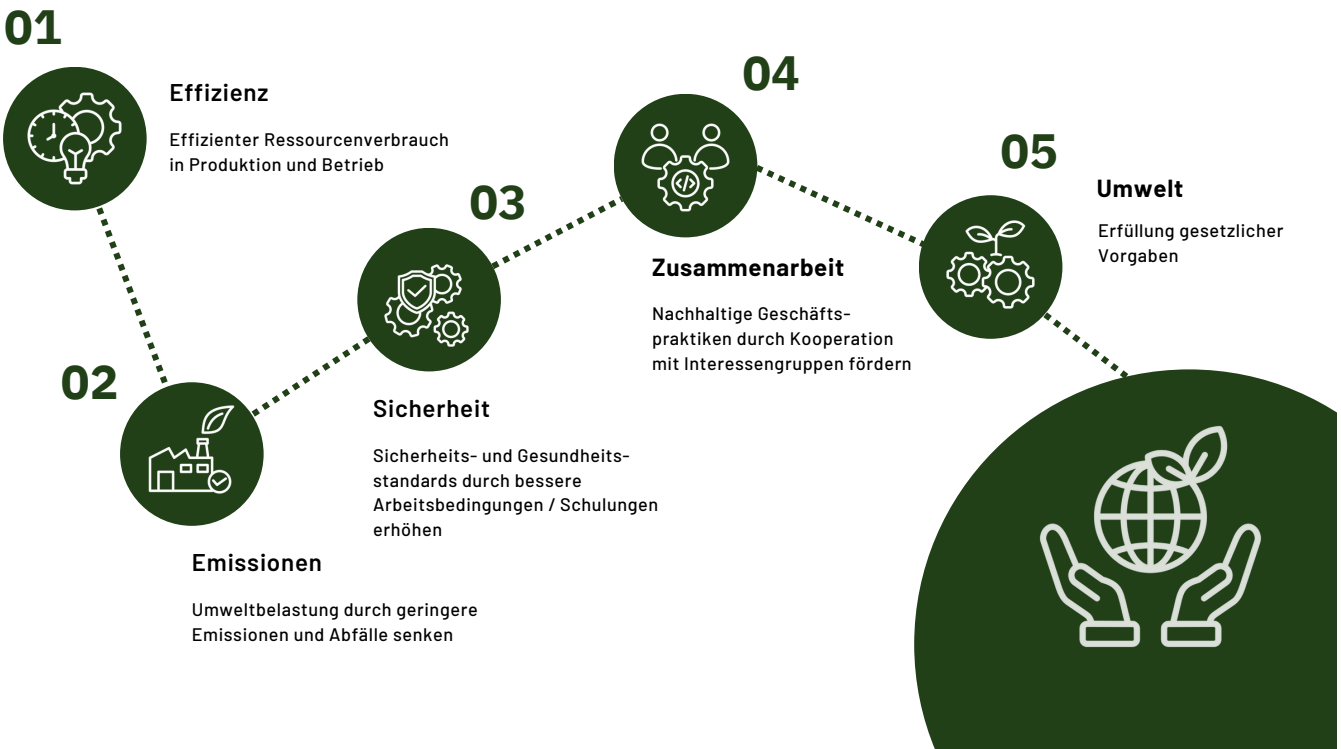 01
Effizienz
Effizienter Ressourcenverbrauch
in Produktion und Betrieb
02
Emissionen
Umweltbelastung durch geringere
Emissionen und Abfälle senken
03
Sicherheit
Sicherheits- und Gesundheits-
standards durch bessere
Arbeitsbedingungen / Schulungen
erhöhen
04
Zusammenarbeit
Nachhaltige Geschäfts-
praktiken durch Kooperation
mit Interessengruppen fördern
05
Umwelt
Erfüllung gesetzlicher
Vorgaben